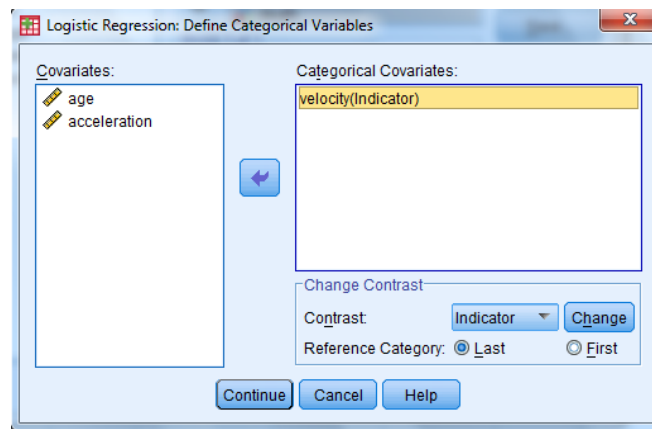 Logistic Regression: Define Categorical Variables
Covariates:
age
acceleration
Categorical Covariates:
velocity(Indicator)
Change Contrast
Contrast: Indicator Change
Reference Category: Last First
Continue Cancel Help